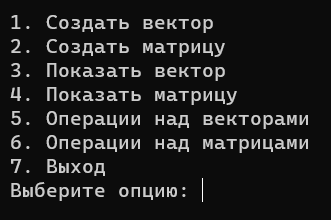 1. Создать вектор
2. Создать матрицу
3. Показать вектор
4. Показать матрицу
5. Операции над векторами
6. Операции над матрицами
7. Выход
Выберите опцию: